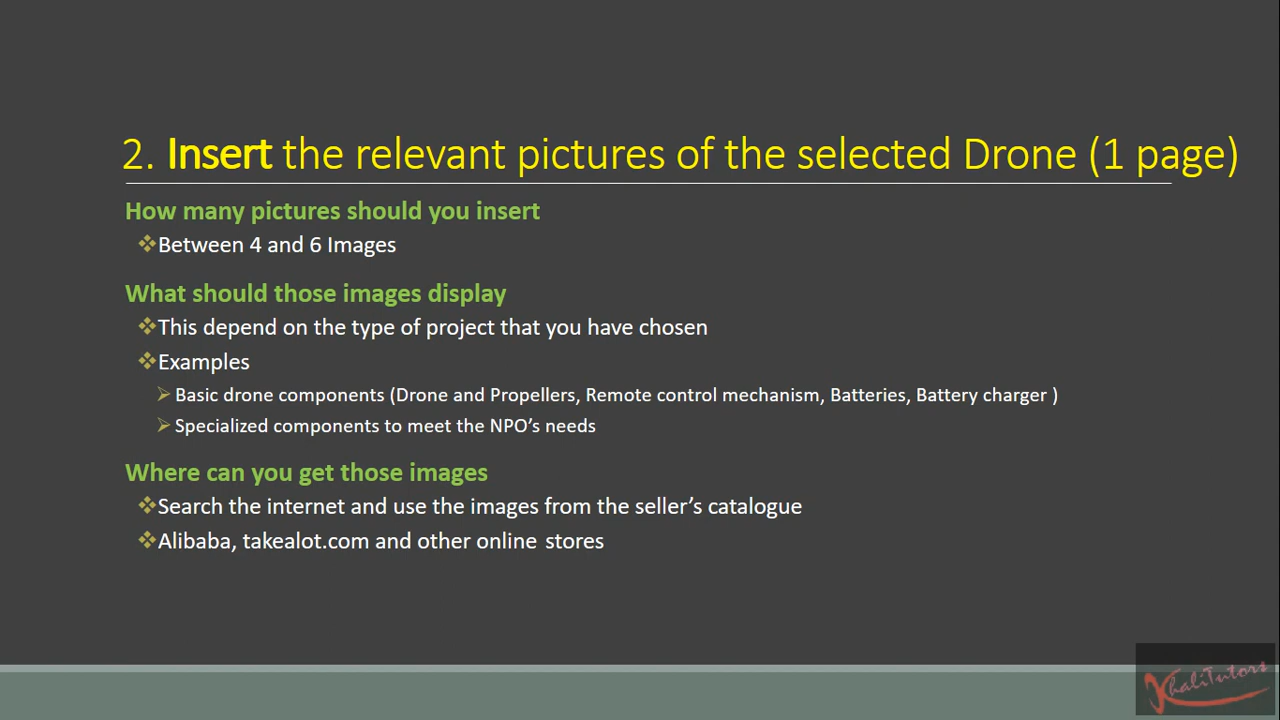 2. Insert the relevant pictures of the selected Drone (1 page)
How many pictures should you insert
Between 4 and 6 Images
What should those images display
This depend on the type of project that you have chosen
Examples
Basic drone components (Drone and Propellers, Remote control mechanism, Batteries, Battery charger )
Specialized components to meet the NPO's needs
Where can you get those images
Search the internet and use the images from the seller's catalogue
Alibaba, takealot.com and other online stores
KhaliTutors